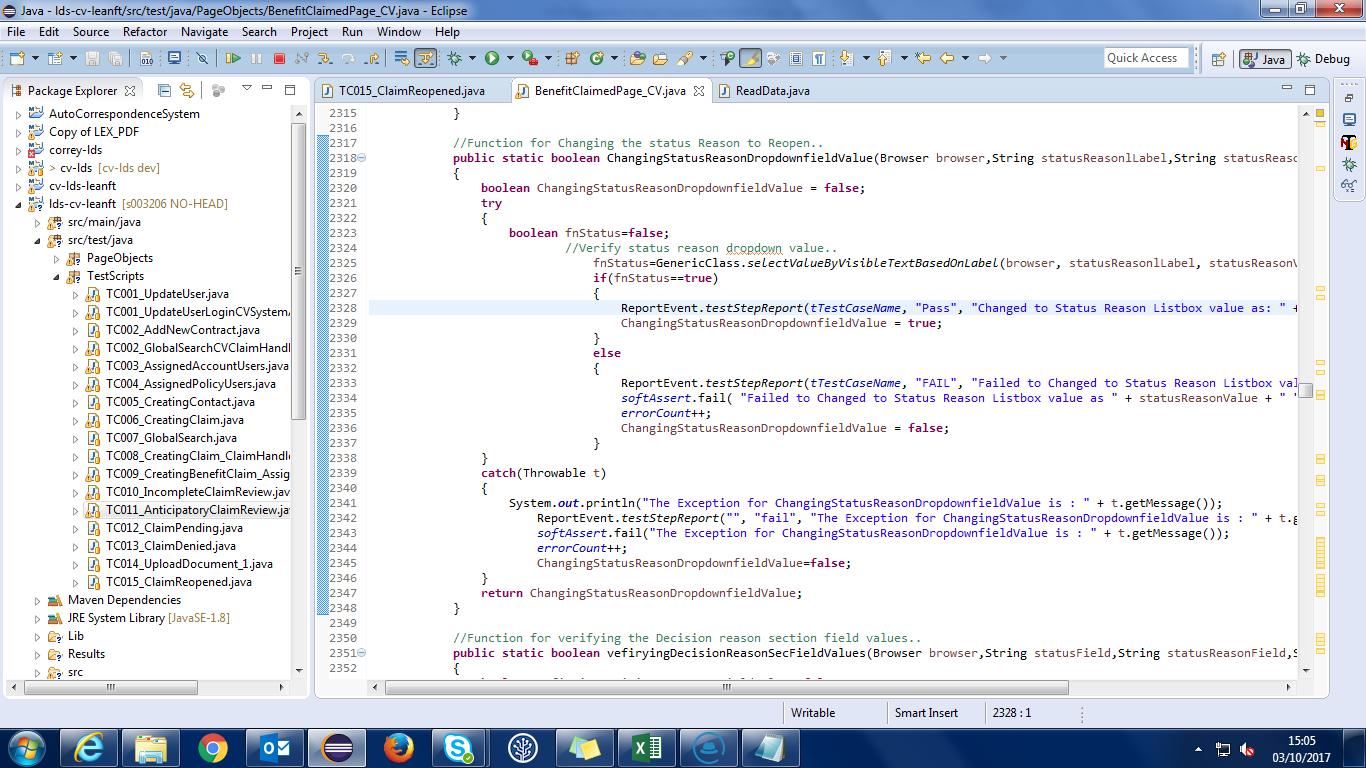 Java - lds-cv-leanft/src/test/java/PageObjects/BenefitClaimedPage_CV.java - Eclipse
File Edit Source Refactor Navigate Search Project Run Window Help
Quick Access
Java
Debug
Package Explorer
TC015_ClaimReopened.java
BenefitClaimedPage_CV.java
ReadData.java
AutoCorrespondenceSystem
Copy of LEX_PDF
correy-lds
> cv-lds [cv-lds dev]
cv-lds-leanft
lds-cv-leanft [s003206 NO-HEAD]
src/main/java
src/test/java
PageObjects
TestScripts
TC001_UpdateUser.java
TC001_UpdateUserLoginCVSystem
TC002_AddNewContract.java
TC002_GlobalSearchCVClaimHandl
TC003_AssignedAccountUsers.java
TC004_AssignedPolicyUsers.java
TC005_CreatingContact.java
TC006_CreatingClaim.java
TC007_GlobalSearch.java
TC008_CreatingClaim_ClaimHandl
TC009_CreatingBenefitClaim_Assig
TC010_IncompleteClaimReview.jav
TC011_AnticipatoryClaimReview.ja
TC012_ClaimPending.java
TC013_ClaimDenied.java
TC014_UploadDocument_1.java
TC015_ClaimReopened.java
Maven Dependencies
JRE System Library [JavaSE-1.8]
Lib
Results
src
2315 }
2316
2317 //Function for Changing the status Reason to Reopen..
2318 public static boolean ChangingStatusReasonDropdownfieldValue(Browser browser,String statusReasonlLabel,String statusReaso
2319 {
2320 boolean ChangingStatusReasonDropdownfieldValue = false;
2321 try
2322 {
2323 boolean fnStatus=false;
2324 //Verify status reason dropdown value..
2325 fnStatus=GenericClass.selectValueByVisibleTextBasedOnLabel(browser, statusReasonlLabel, statusReasonV
2326 if(fnStatus==true)
2327 {
2328 ReportEvent.testStepReport(tTestCaseName, "Pass", "Changed to Status Reason Listbox value as: " +
2329 ChangingStatusReasonDropdownfieldValue = true;
2330 }
2331 else
2332 {
2333 ReportEvent.testStepReport(tTestCaseName, "FAIL", "Failed to Changed to Status Reason Listbox val
2334 softAssert.fail( "Failed to Changed to Status Reason Listbox value as " + statusReasonValue + " "
2335 errorCount++;
2336 ChangingStatusReasonDropdownfieldValue = false;
2337 }
2338 }
2339 catch(Throwable t)
2340 {
2341 System.out.println("The Exception for ChangingStatusReasonDropdownfieldValue is : " + t.getMessage());
2342 ReportEvent.testStepReport("", "fail", "The Exception for ChangingStatusReasonDropdownfieldValue is : " + t.g
2343 softAssert.fail("The Exception for ChangingStatusReasonDropdownfieldValue is : " + t.getMessage());
2344 errorCount++;
2345 ChangingStatusReasonDropdownfieldValue=false;
2346 }
2347 return ChangingStatusReasonDropdownfieldValue;
2348 }
2349
2350 //Function for verifying the Decision reason section field values..
2351 public static boolean vefiryingDecisionReasonSecFieldValues(Browser browser,String statusField,String statusReasonField,S
2352 {
Writable
Smart Insert
2328 : 1
15:05
03/10/2017